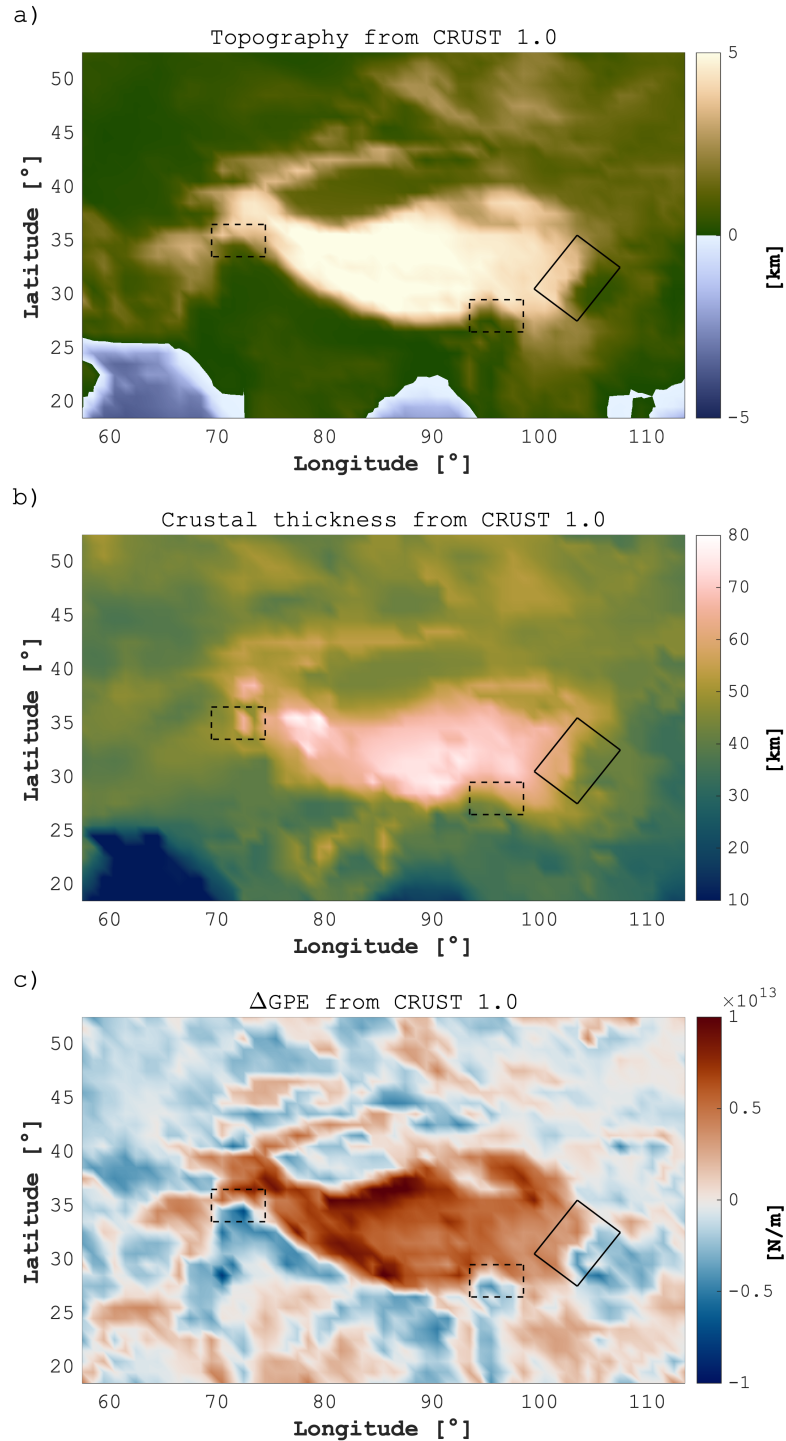 a)
Topography from CRUST 1.0
50
45
40
35
30
25
20
Latitude [°]
60 70 80 90 100 110
Longitude [°]
5
0
-5
[km]
b)
Crustal thickness from CRUST 1.0
50
45
40
35
30
25
20
Latitude [°]
60 70 80 90 100 110
Longitude [°]
80
70
60
50
40
30
20
10
[km]
c)
ΔGPE from CRUST 1.0
50
45
40
35
30
25
20
Latitude [°]
60 70 80 90 100 110
Longitude [°]
×10¹³
1
0.5
0
-0.5
-1
[N/m]